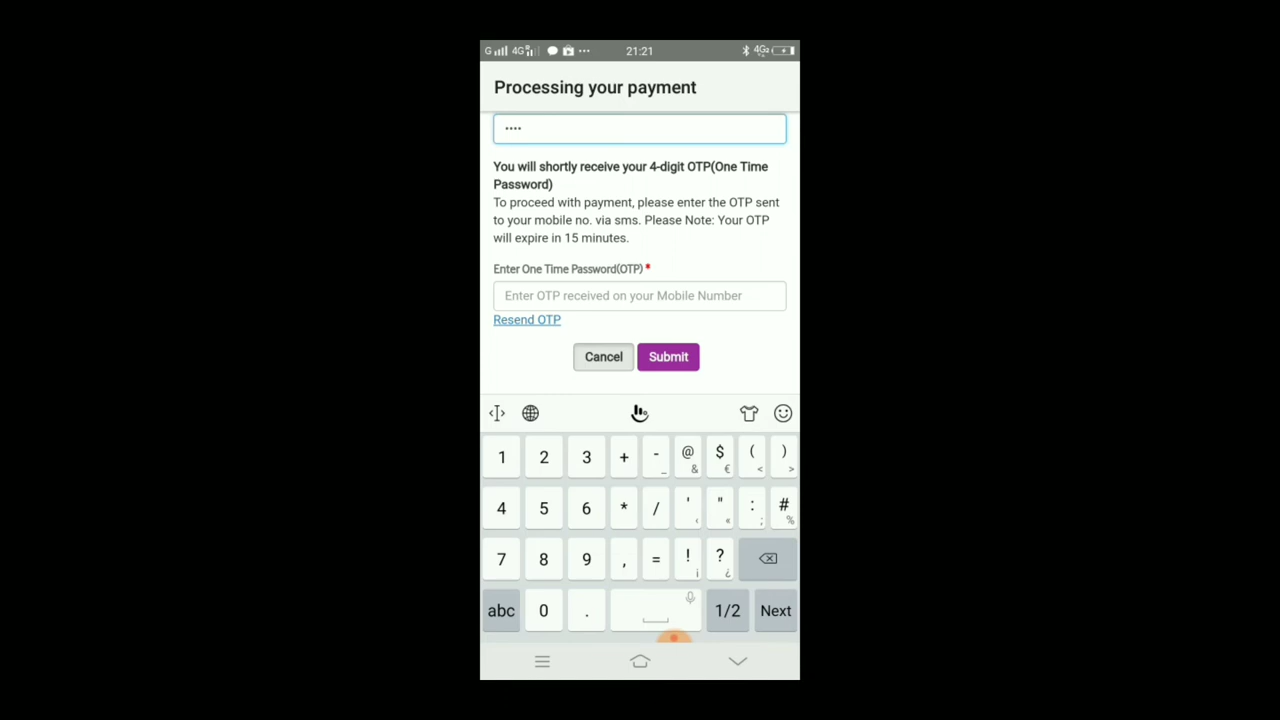 G 4G 21:21 4G
Processing your payment
••••
You will shortly receive your 4-digit OTP(One Time
Password)
To proceed with payment, please enter the OTP sent
to your mobile no. via sms. Please Note: Your OTP
will expire in 15 minutes.
Enter One Time Password(OTP) *
Enter OTP received on your Mobile Number
Resend OTP
Cancel Submit
1 2 3 + - _ @ & $ € ( < ) >
4 5 6 * / ' ‹ " « : ; # %
7 8 9 , = ! ¡ ? ¿
abc 0 . 1/2 Next